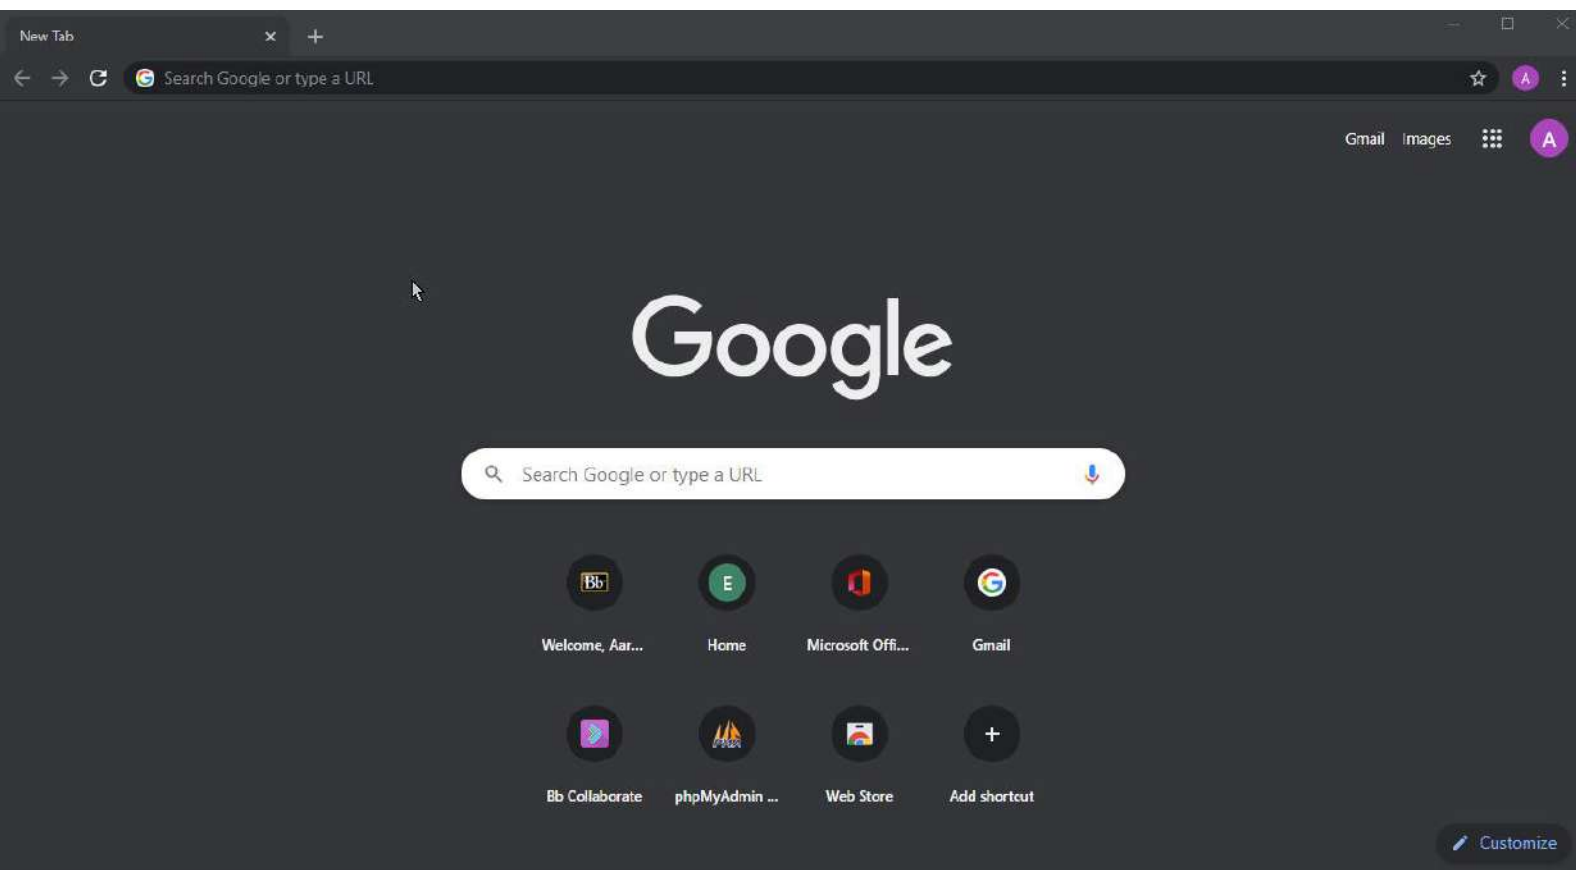 New Tab
Search Google or type a URL
A
Gmail Images
A
Google
Search Google or type a URL
Bb E
Welcome, Aar... Home Microsoft Offi... Gmail
Bb Collaborate phpMyAdmin ... Web Store Add shortcut
Customize